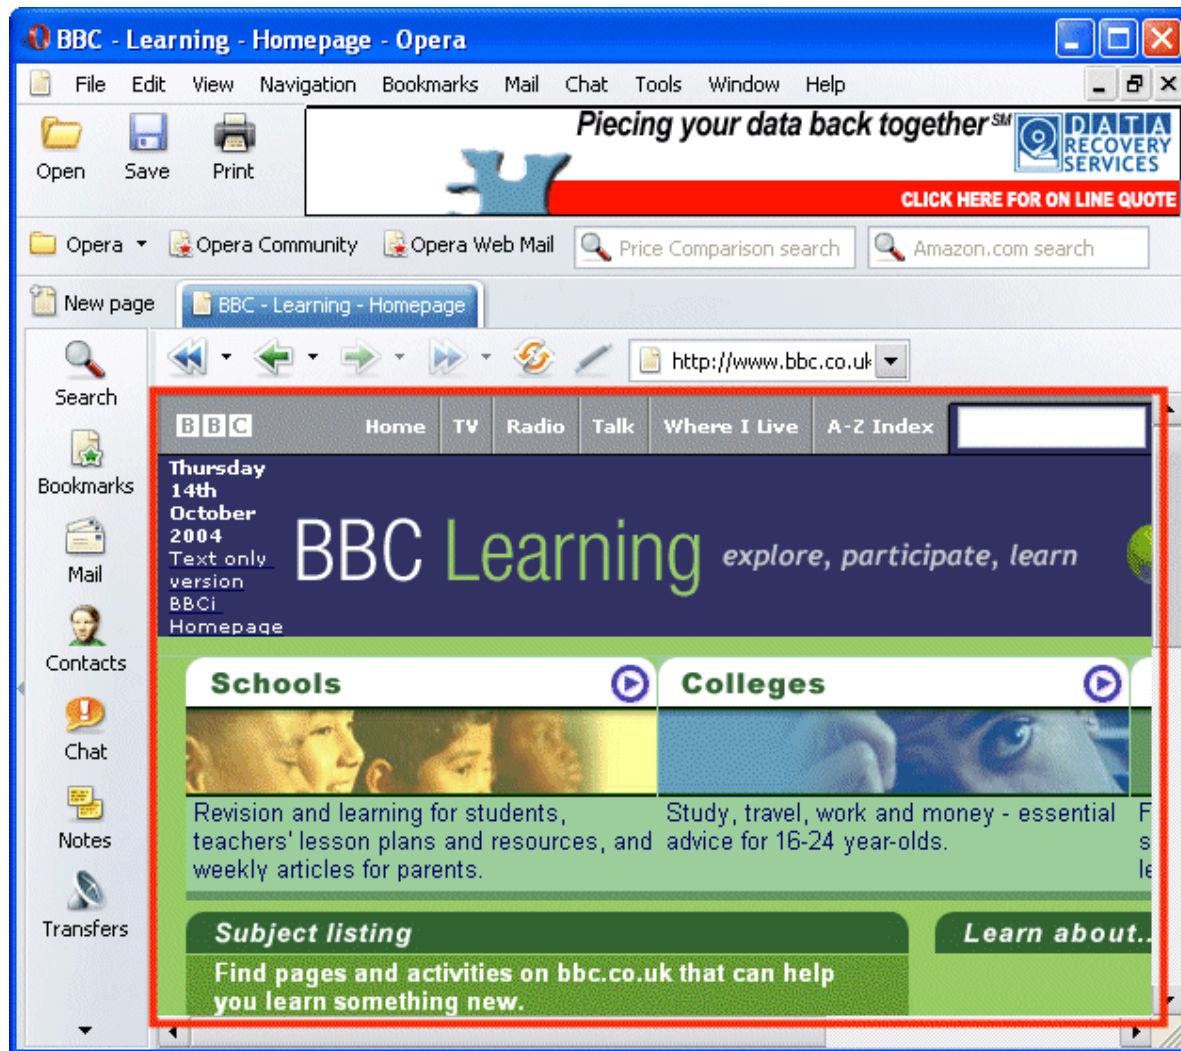 BBC - Learning - Homepage - Opera
File Edit View Navigation Bookmarks Mail Chat Tools Window Help
Open Save Print
Piecing your data back together SM
DATA
RECOVERY
SERVICES
CLICK HERE FOR ON LINE QUOTE
Opera Opera Community Opera Web Mail Price Comparison search Amazon.com search
New page BBC - Learning - Homepage
http://www.bbc.co.uk
Search
Bookmarks
Mail
Contacts
Chat
Notes
Transfers
BBC Home TV Radio Talk Where I Live A-Z Index
Thursday
14th
October
2004
Text only
version
BBCi
Homepage
BBC Learning explore, participate, learn
Schools
Revision and learning for students,
teachers' lesson plans and resources, and
weekly articles for parents.
Colleges
Study, travel, work and money - essential
advice for 16-24 year-olds.
F
s
le
Subject listing
Find pages and activities on bbc.co.uk that can help
you learn something new.
Learn about..